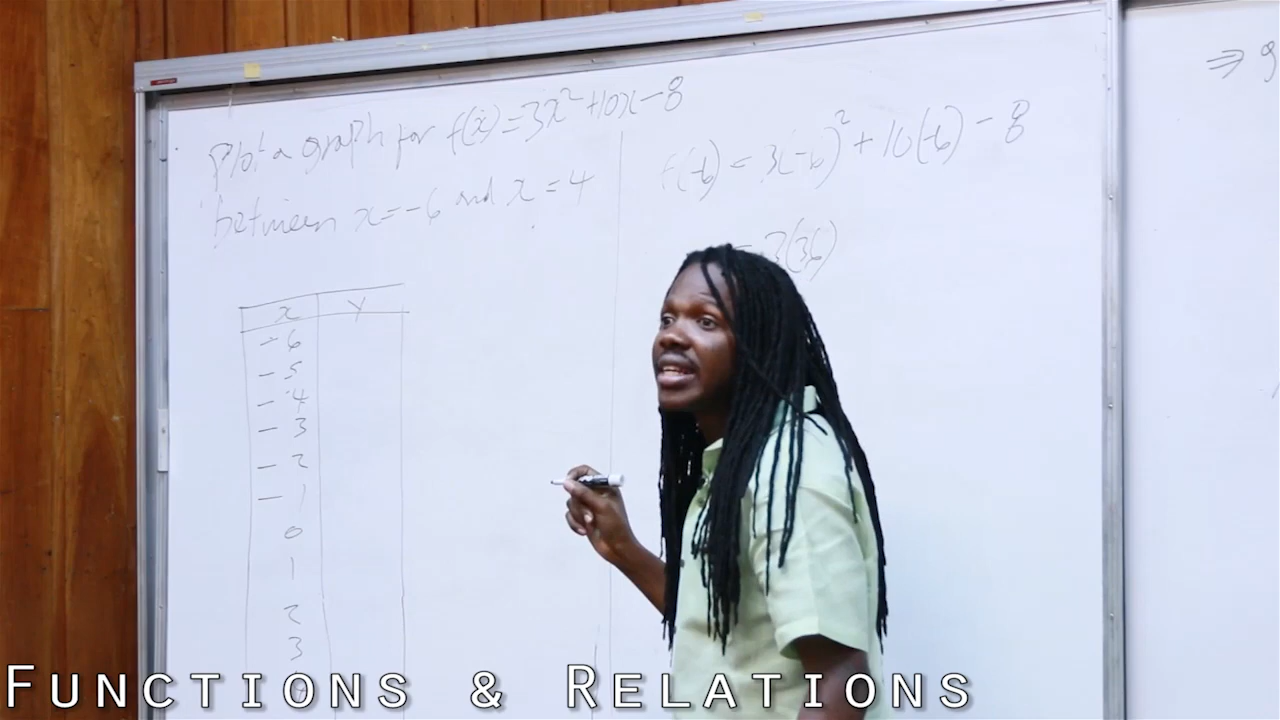 Plot a graph for f(x)=3x²+10x-8
between x=-6 and x=4
x y
-6
-5
-4
-3
-2
-1
0
1
2
3
f(-6) = 3(-6)² + 10(-6) - 8
= 3(36)
⇒ g
FUNCTIONS & RELATIONS